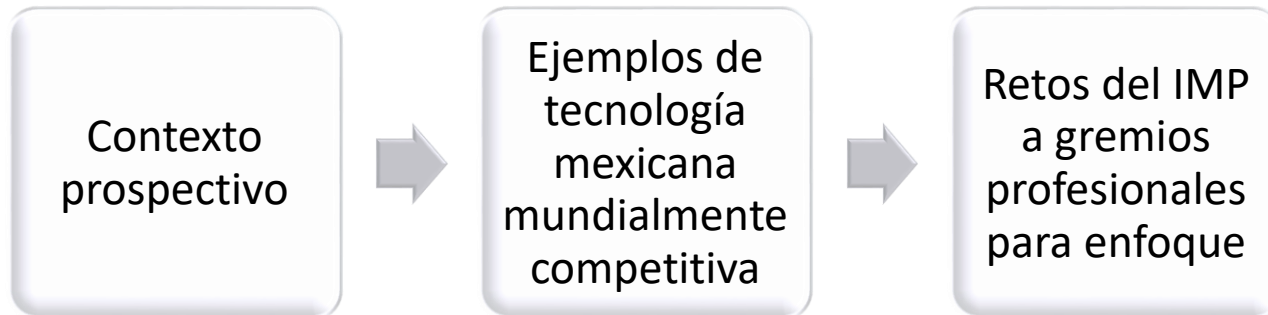 Contexto
prospectivo
Ejemplos de
tecnología
mexicana
mundialmente
competitiva
Retos del IMP
a gremios
profesionales
para enfoque